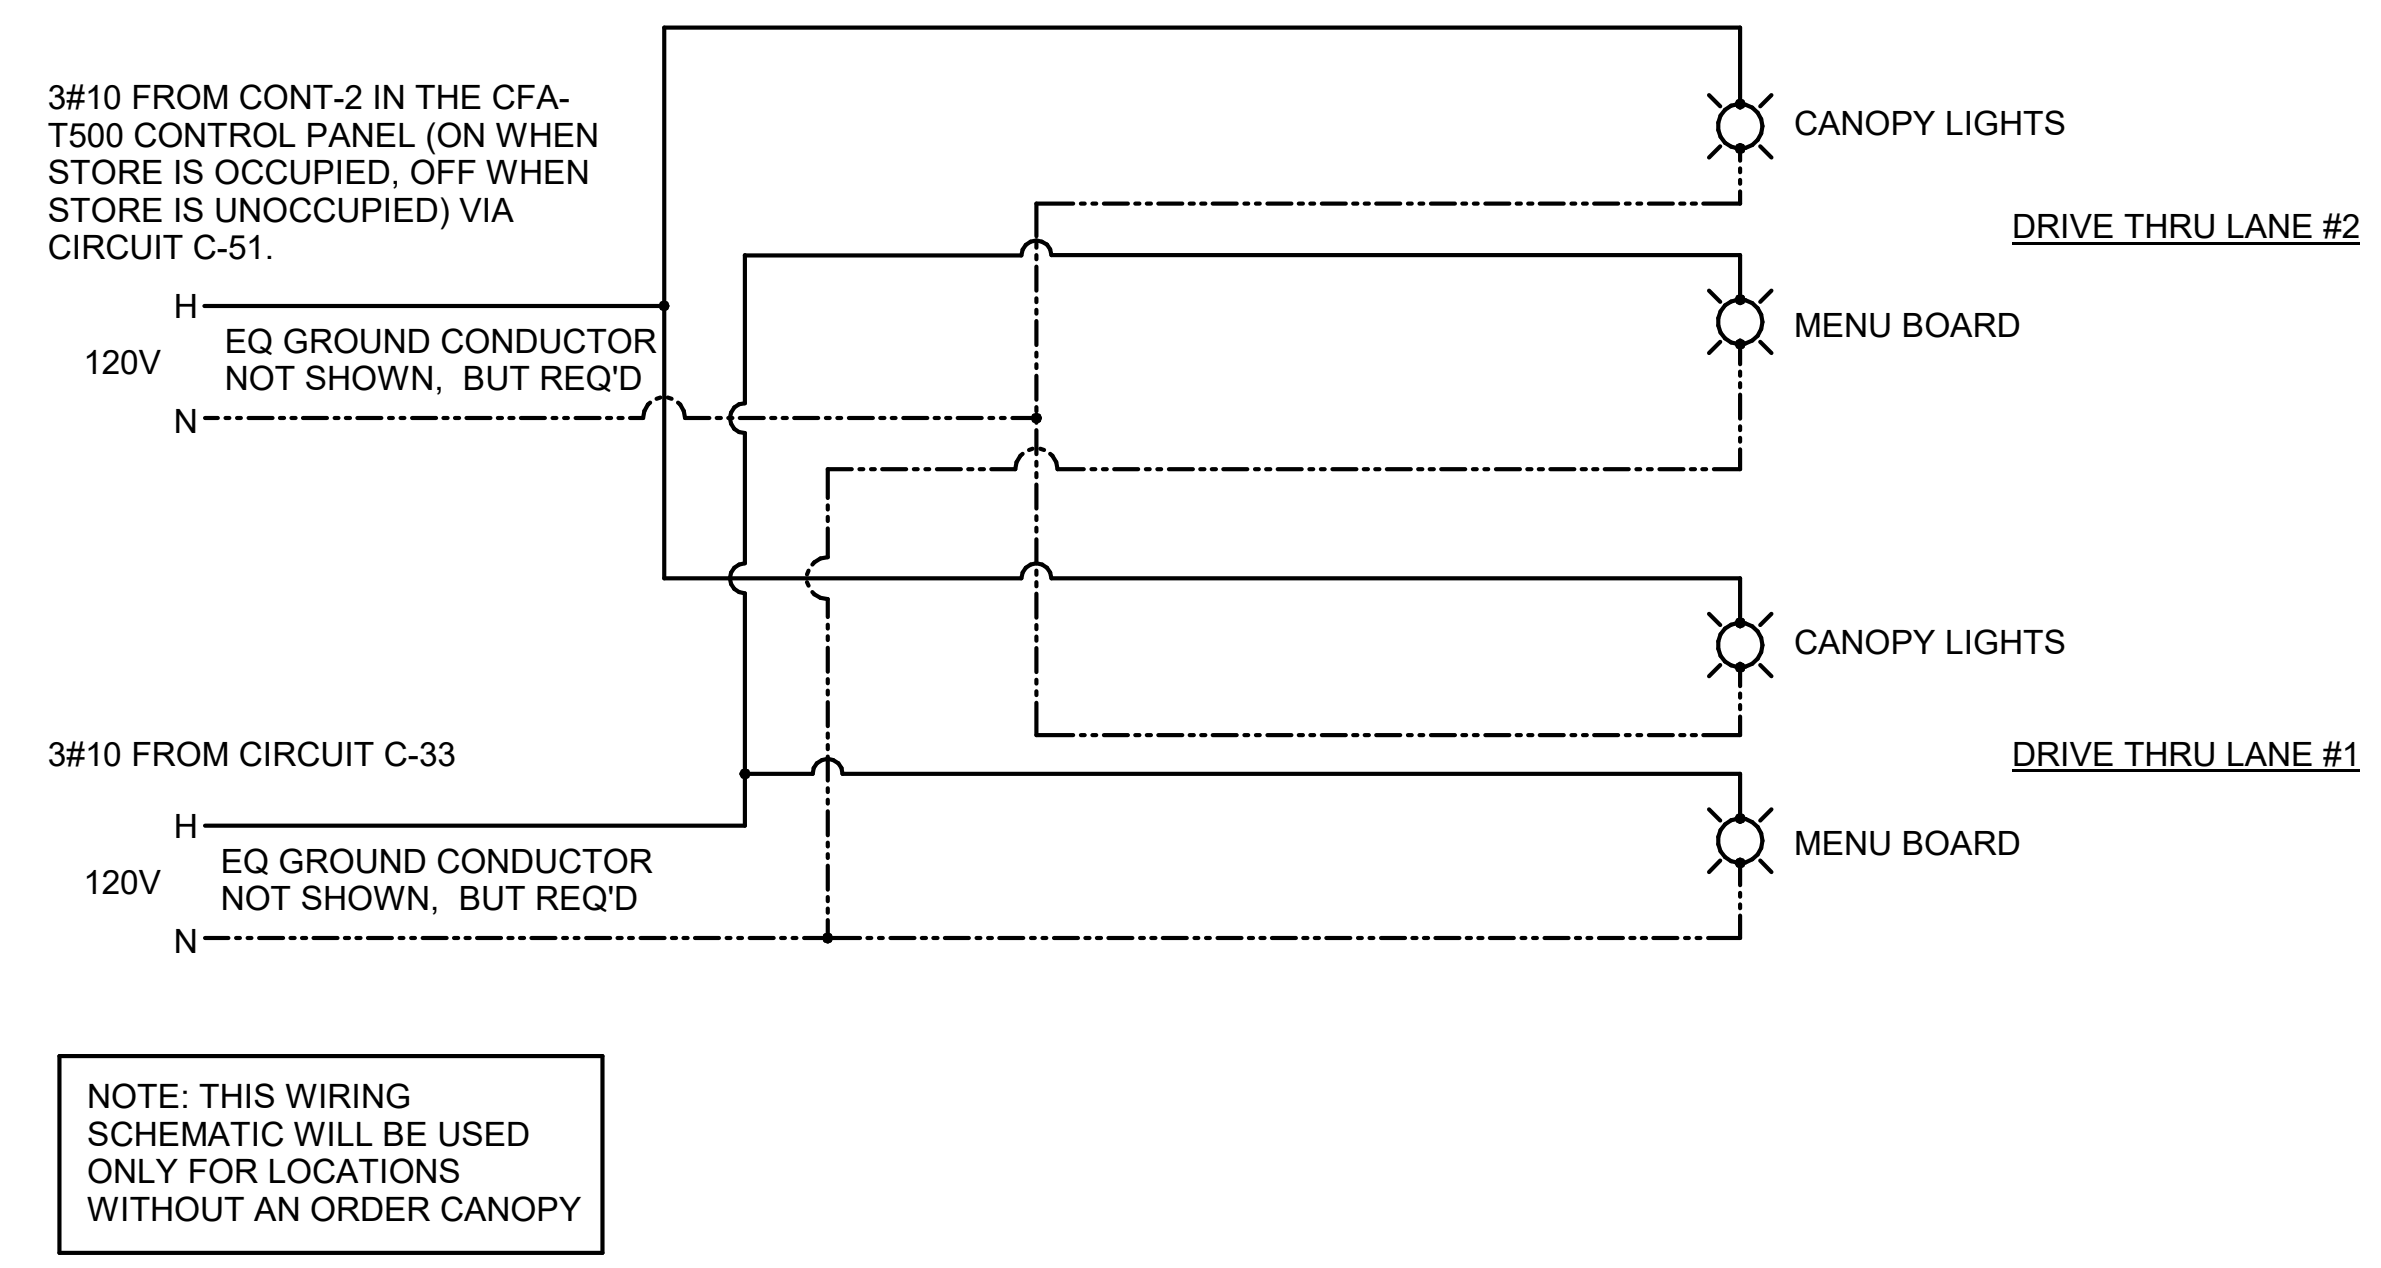 3#10 FROM CONT-2 IN THE CFA-
T500 CONTROL PANEL (ON WHEN
STORE IS OCCUPIED, OFF WHEN
STORE IS UNOCCUPIED) VIA
CIRCUIT C-51.
CANOPY LIGHTS
DRIVE THRU LANE #2
H
EQ GROUND CONDUCTOR
NOT SHOWN,  BUT REQ'D
120V
N
MENU BOARD
CANOPY LIGHTS
3#10 FROM CIRCUIT C-33
DRIVE THRU LANE #1
H
EQ GROUND CONDUCTOR
NOT SHOWN,  BUT REQ'D
120V
N
MENU BOARD
NOTE: THIS WIRING
SCHEMATIC WILL BE USED
ONLY FOR LOCATIONS
WITHOUT AN ORDER CANOPY